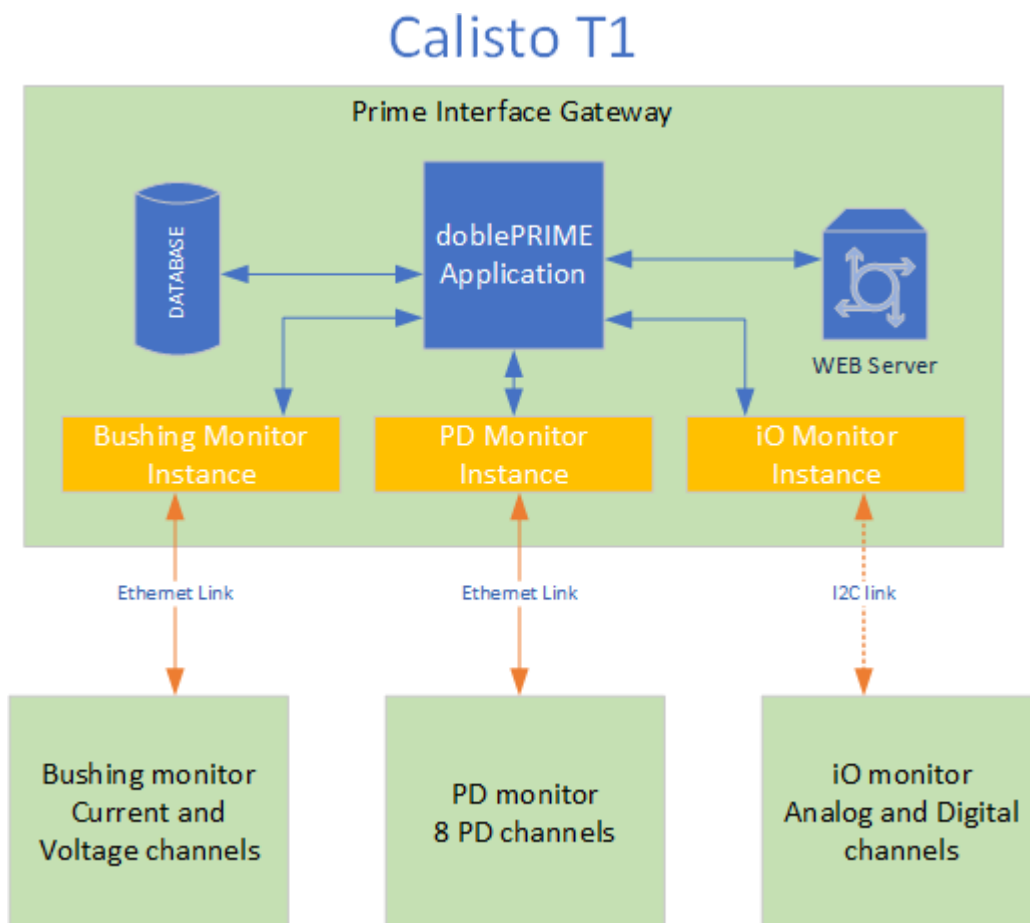 Calisto T1
Prime Interface Gateway
DATABASE
doblePRIME
Application
WEB Server
Bushing Monitor
Instance
PD Monitor
Instance
iO Monitor
Instance
Ethernet Link
Ethernet Link
I2C link
Bushing monitor
Current and
Voltage channels
PD monitor
8 PD channels
iO monitor
Analog and Digital
channels